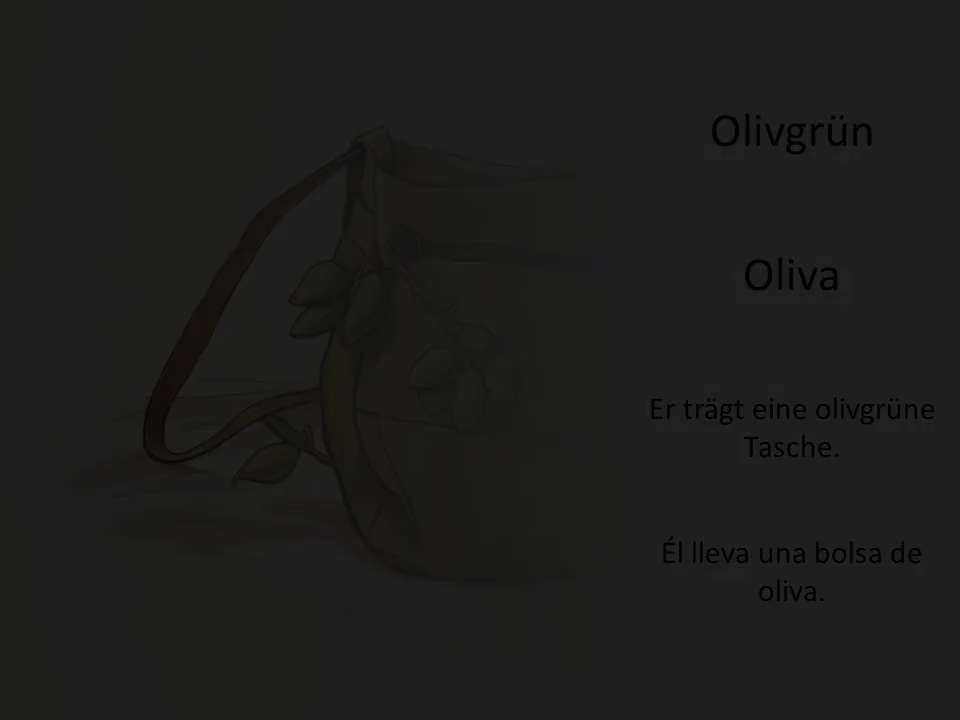 Olivgrün
Oliva
Er trägt eine olivgrüne
Tasche.
Él lleva una bolsa de
oliva.